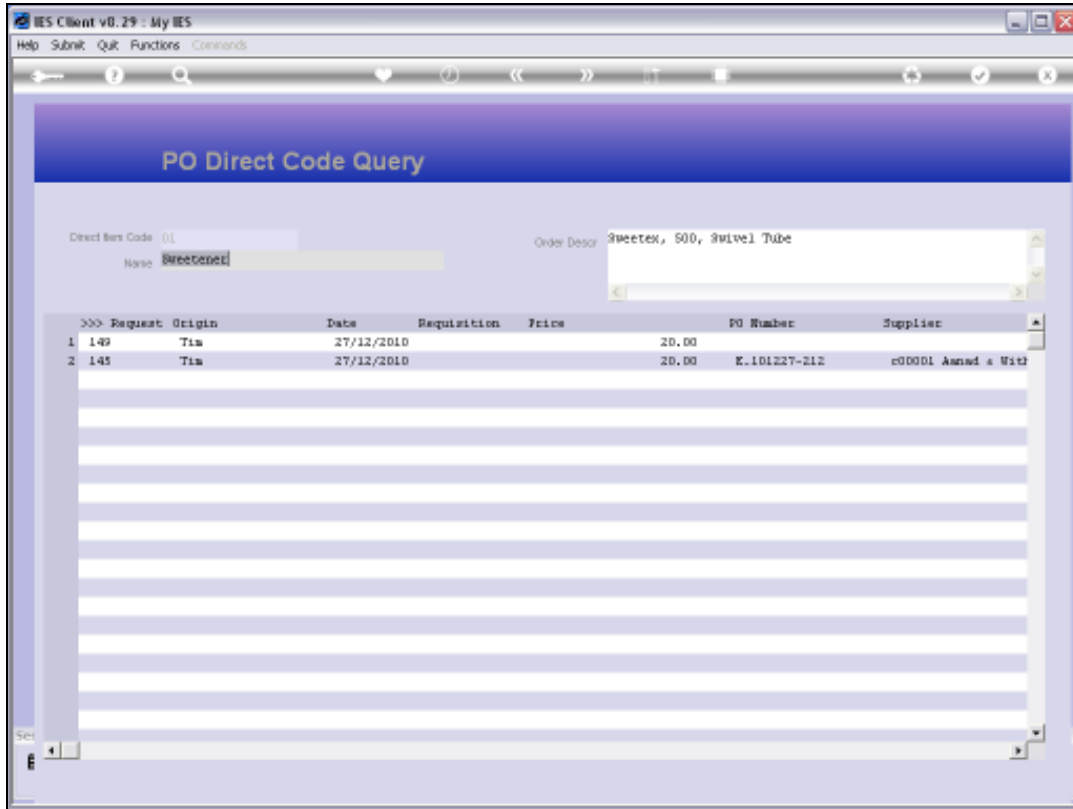 IES Client v8.29 : My IES
Help Submit Quit Functions Commands
PO Direct Code Query
Direct Item Code 01
Name Sweetener
Order Descr Sweetex, 500, Swivel Tube
>>> Request Origin Date Requisition Price PO Number Supplier
1 149 Tim 27/12/2010 20.00
2 145 Tim 27/12/2010 20.00 K.101227-212 c00001 & With
Ses